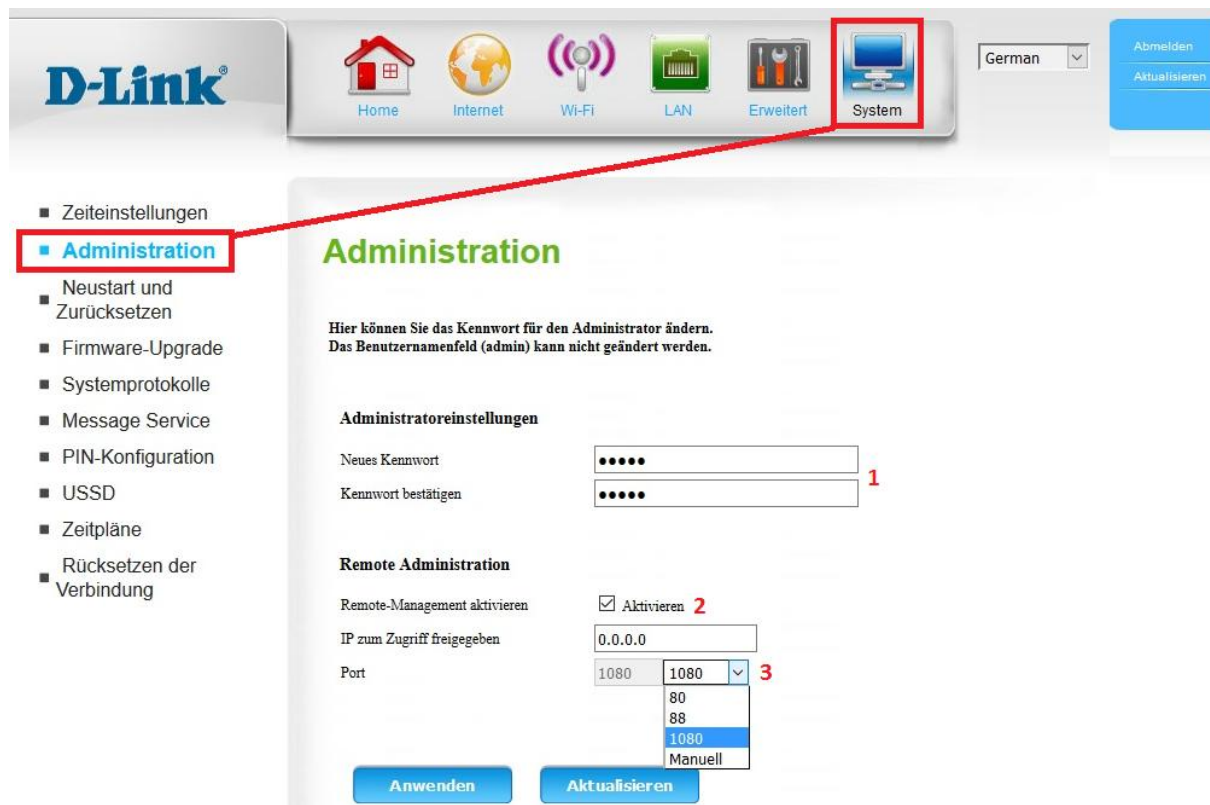 D-Link®
Home Internet Wi-Fi LAN Erweitert System
German
Abmelden
Aktualisieren
Zeiteinstellungen
Administration
Neustart und
Zurücksetzen
Firmware-Upgrade
Systemprotokolle
Message Service
PIN-Konfiguration
USSD
Zeitpläne
Rücksetzen der
Verbindung
Administration
Hier können Sie das Kennwort für den Administrator ändern.
Das Benutzernamenfeld (admin) kann nicht geändert werden.
Administratoreinstellungen
Neues Kennwort •••••
Kennwort bestätigen •••••
1
Remote Administration
Remote-Management aktivieren Aktivieren 2
IP zum Zugriff freigegeben 0.0.0.0
Port 1080 1080 3
80
88
1080
Manuell
Anwenden Aktualisieren